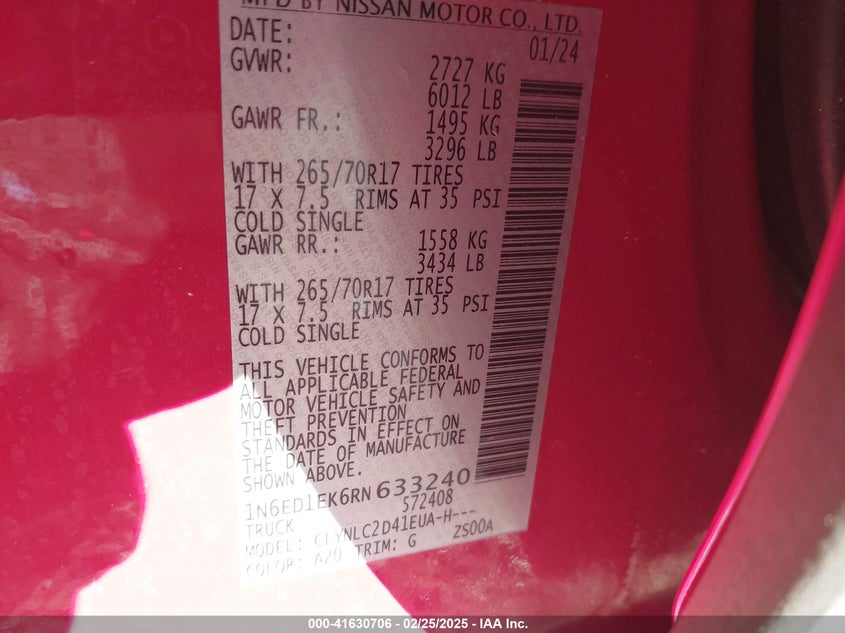 MFD BY NISSAN MOTOR CO., LTD.
DATE: 01/24
GVWR: 2727 KG
6012 LB
GAWR FR.: 1495 KG
3296 LB
WITH 265/70R17 TIRES
17 X 7.5 RIMS AT 35 PSI
COLD SINGLE
GAWR RR.: 1558 KG
3434 LB
WITH 265/70R17 TIRES
17 X 7.5 RIMS AT 35 PSI
COLD SINGLE
THIS VEHICLE CONFORMS TO
ALL APPLICABLE FEDERAL
MOTOR VEHICLE SAFETY AND
THEFT PREVENTION
STANDARDS IN EFFECT ON
THE DATE OF MANUFACTURE
SHOWN ABOVE.
1N6ED1EK6RN633240
572408
TRUCK
MODEL: CLYNLC2D41EUA-H---
COLOR: A20 TRIM: G ZS00A
000-41630706 - 02/25/2025 - IAA Inc.